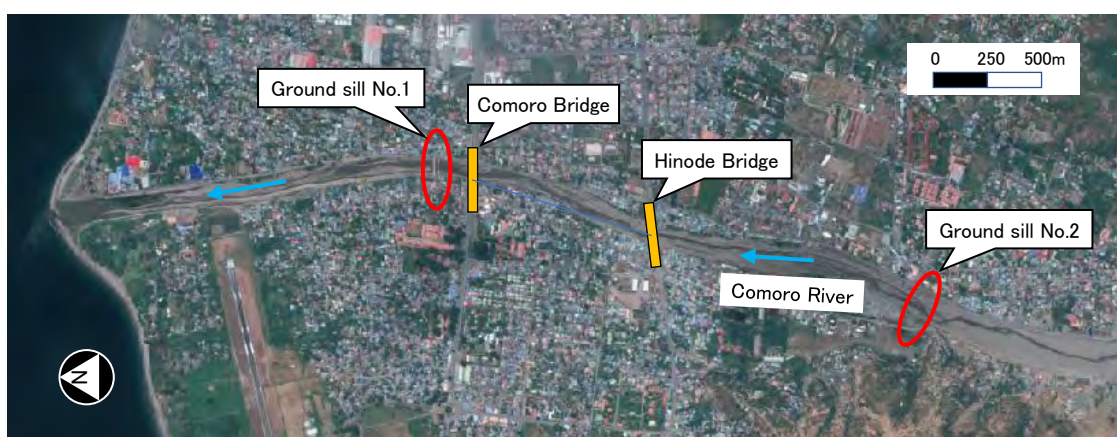 0 250 500m
Ground sill No.1
Comoro Bridge
Hinode Bridge
Ground sill No.2
Comoro River
N